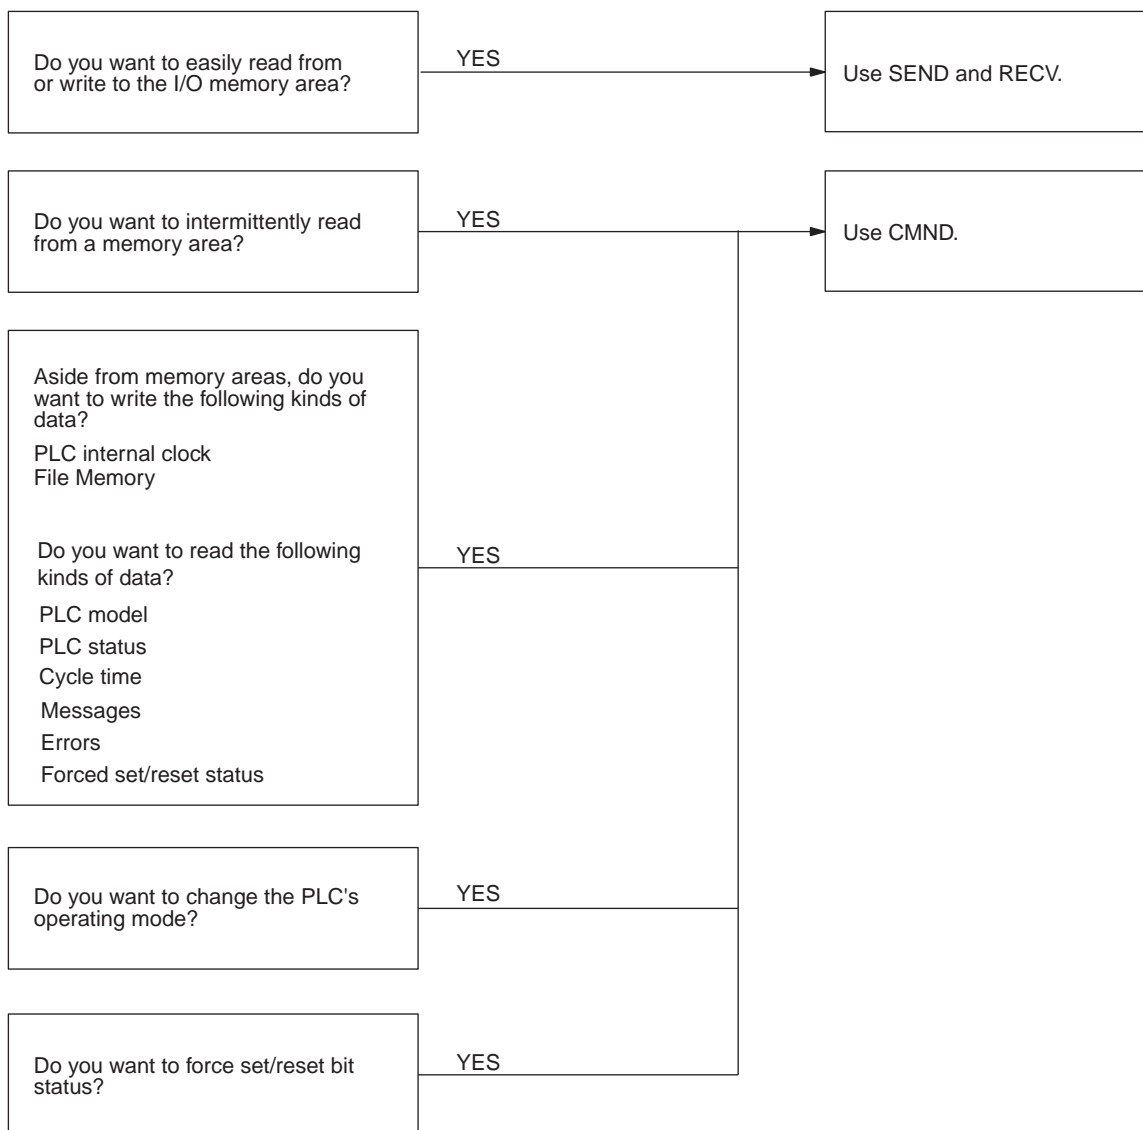 Do you want to easily read from
or write to the I/O memory area?
YES
Use SEND and RECV.
Do you want to intermittently read
from a memory area?
YES
Use CMND.
Aside from memory areas, do you
want to write the following kinds of
data?
PLC internal clock
File Memory
Do you want to read the following
kinds of data?
YES
PLC model
PLC status
Cycle time
Messages
Errors
Forced set/reset status
Do you want to change the PLC's
operating mode?
YES
Do you want to force set/reset bit
status?
YES